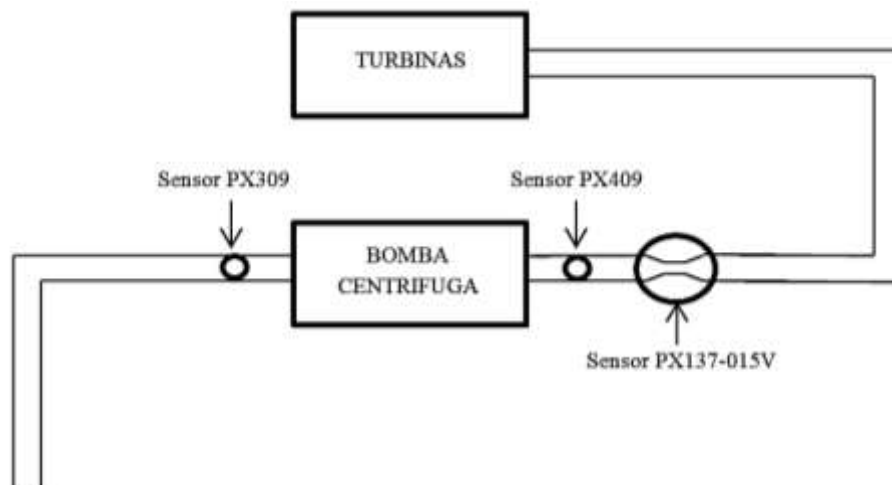 TURBINAS
Sensor PX309
Sensor PX409
BOMBA
CENTRIFUGA
Sensor PX137-015V